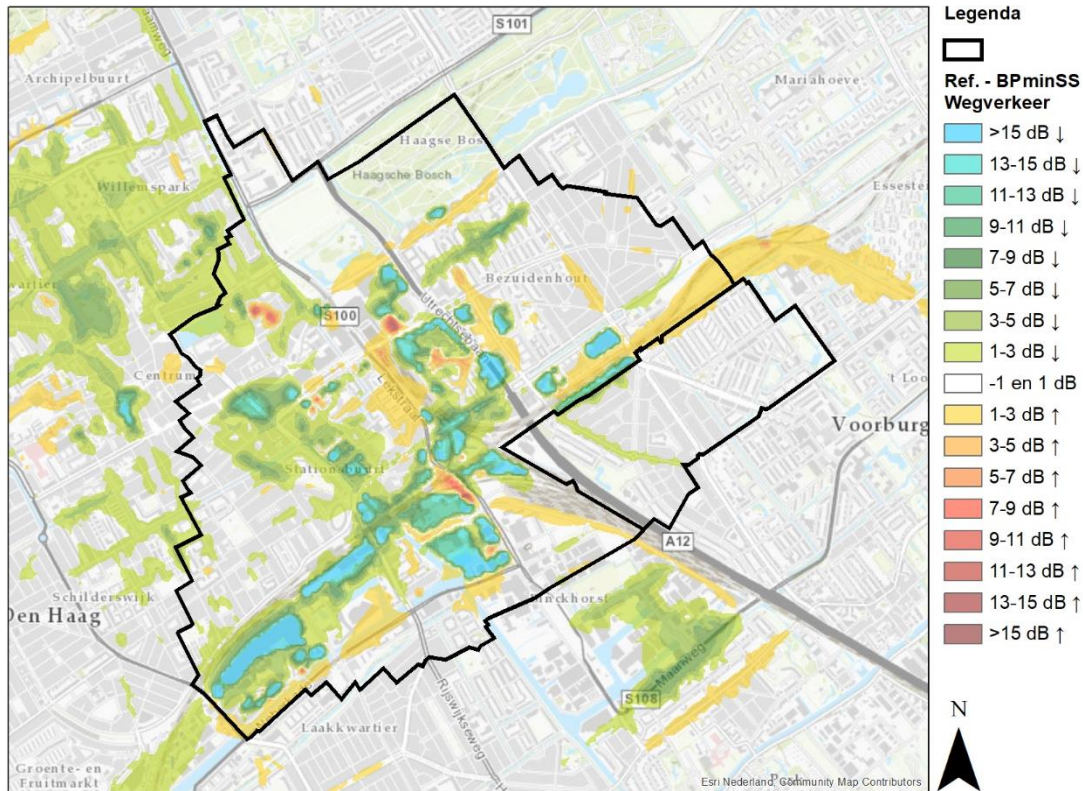 S101
Archipelbuurt
Mariahoeve
Haagse Bos
Haagsche Bosch
Willemspark
Bezuidenhout
S100
Utrechtsebaan
Centrum
Voorburg
Stationsbuurt
A12
Schilderswijk
Den Haag
Binckhorst
Maanweg
S108
Rijswijkseweg
Laakkwartier
Groente- en
Fruitmarkt
Esri Nederland, Community Map Contributors
Legenda
Ref. - BPminSS
Wegverkeer
>15 dB ↓
13-15 dB ↓
11-13 dB ↓
9-11 dB ↓
7-9 dB ↓
5-7 dB ↓
3-5 dB ↓
1-3 dB ↓
-1 en 1 dB
1-3 dB ↑
3-5 dB ↑
5-7 dB ↑
7-9 dB ↑
9-11 dB ↑
11-13 dB ↑
13-15 dB ↑
>15 dB ↑
N